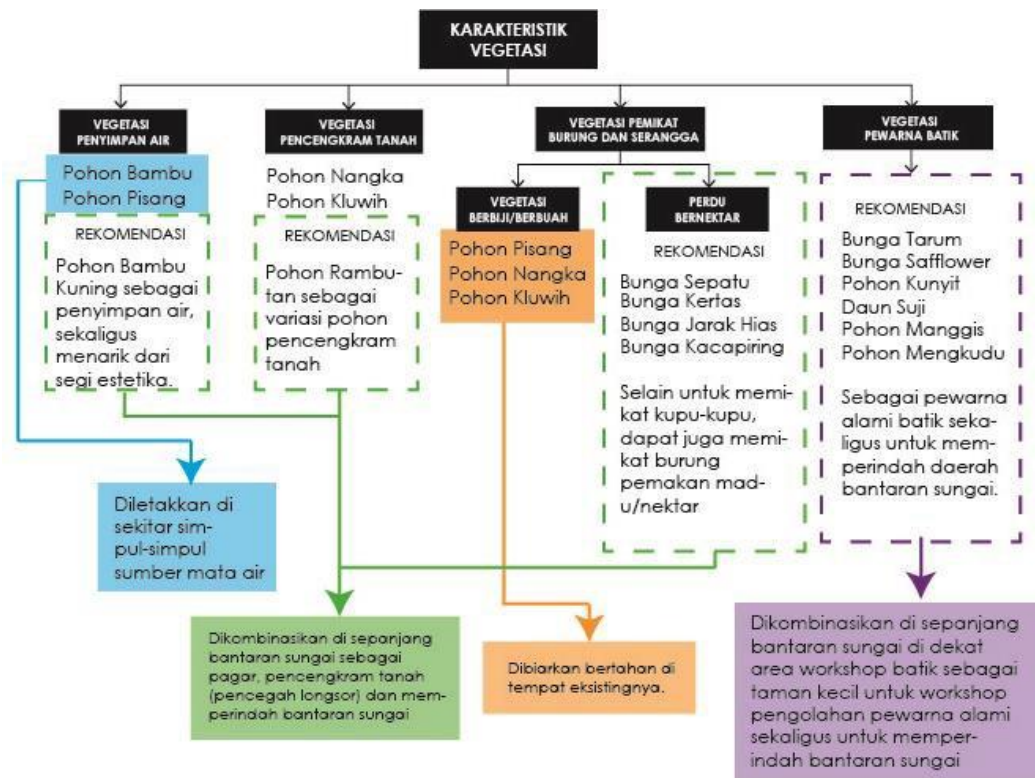 KARAKTERISTIK
VEGETASI
VEGETASI
PENYIMPAN AIR
Pohon Bambu
Pohon Pisang
REKOMENDASI
Pohon Bambu
Kuning sebagai
penyimpan air,
sekaligus
menarik dari
segi estetika.
VEGETASI
PENCENGKRAM TANAH
Pohon Nangka
Pohon Kluwih
REKOMENDASI
Pohon Rambu-
tan sebagai
variasi pohon
pencengkram
tanah
VEGETASI PEMIKAT
BURUNG DAN SERANGGA
VEGETASI
BERBIJI/BERBUAH
Pohon Pisang
Pohon Nangka
Pohon Kluwih
PERDU
BERNEKTAR
REKOMENDASI
Bunga Sepatu
Bunga Kertas
Bunga Jarak Hias
Bunga Kacapiring
Selain untuk memi-
kat kupu-kupu,
dapat juga memi-
kat burung
pemakan mad-
u/nektar
VEGETASI
PEWARNA BATIK
REKOMENDASI
Bunga Tarum
Bunga Safflower
Pohon Kunyit
Daun Suji
Pohon Manggis
Pohon Mengkudu
Sebagai pewarna
alami batik seka-
ligus untuk mem-
perindah daerah
bantaran sungai.
Diletakkan di
sekitar sim-
pul-simpul
sumber mata air
Dikombinasikan di sepanjang
bantaran sungai sebagai
pagar, pencengkram tanah
(pencegah longsor) dan mem-
perindah bantaran sungai
Dibiarkan bertahan di
tempat eksistingnya.
Dikombinasikan di sepanjang
bantaran sungai di dekat
area workshop batik sebagai
taman kecil untuk workshop
pengolahan pewarna alami
sekaligus untuk memper-
indah bantaran sungai